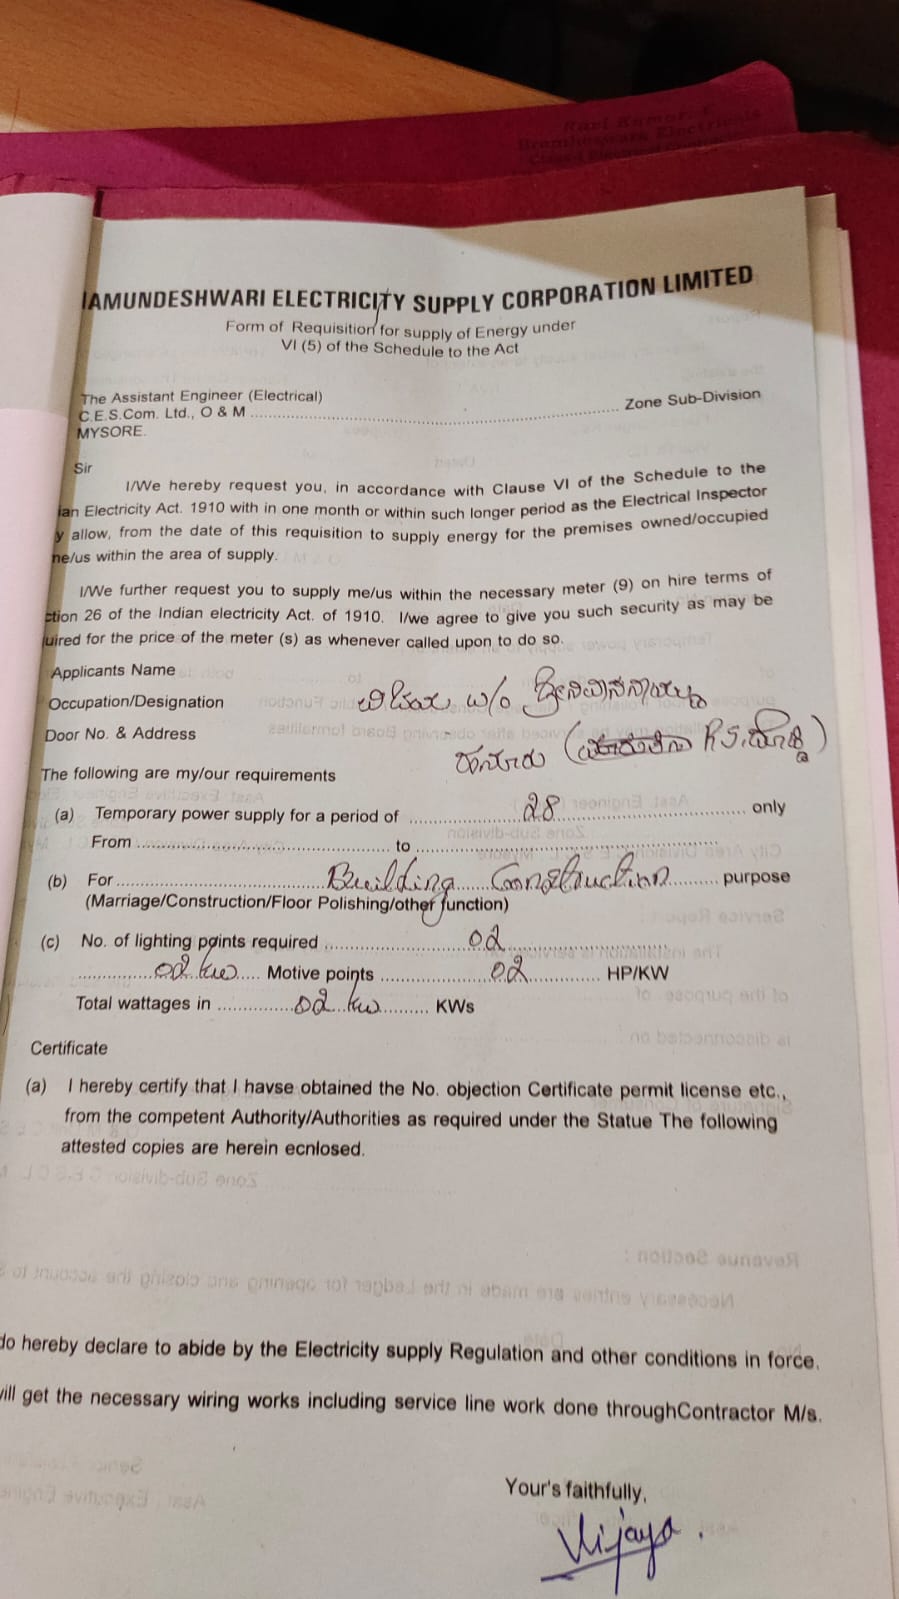 Ravi Kumar.
Electricals
IAMUNDESHWARI ELECTRICITY SUPPLY CORPORATION LIMITED
Form of Requisition for supply of Energy under
VI (5) of the Schedule to the Act
The Assistant Engineer (Electrical)
C.E.S.Com. Ltd., O & M .................... Zone Sub-Division
MYSORE.
Sir
I/We hereby request you, in accordance with Clause VI of the Schedule to the
ian Electricity Act. 1910 with in one month or within such longer period as the Electrical Inspector
y allow, from the date of this requisition to supply energy for the premises owned/occupied
ne/us within the area of supply.
I/We further request you to supply me/us within the necessary meter (9) on hire terms of
ction 26 of the Indian electricity Act. of 1910. I/we agree to give you such security as may be
uired for the price of the meter (s) as whenever called upon to do so.
Applicants Name
Occupation/Designation ವಿಜಯ w/o
Door No. & Address
The following are my/our requirements
(a) Temporary power supply for a period of ........ 28 ........ only
From .................... to ....................
(b) For ........ Building Construction ........ purpose
(Marriage/Construction/Floor Polishing/other function)
(c) No. of lighting points required ........ 02 ........
........ 02 kw .... Motive points ........ 02 ........ HP/KW
Total wattages in ........ 02 kw ........ KWs
Certificate
(a) I hereby certify that I havse obtained the No. objection Certificate permit license etc.,
from the competent Authority/Authorities as required under the Statue The following
attested copies are herein ecnlosed.
do hereby declare to abide by the Electricity supply Regulation and other conditions in force.
vill get the necessary wiring works including service line work done throughContractor M/s.
Your's faithfully,
Vijaya.